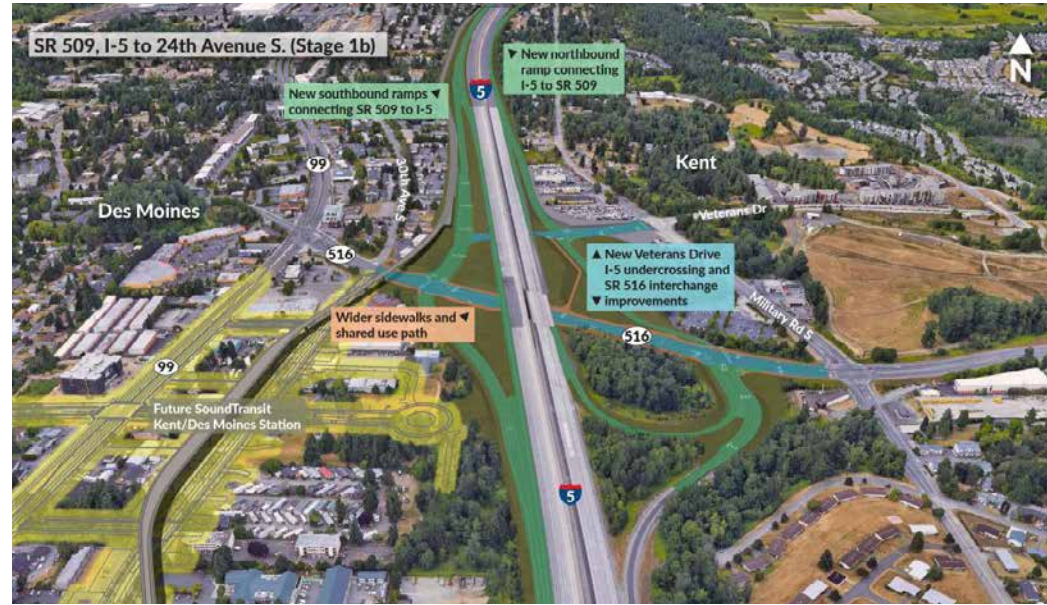 SR 509, I-5 to 24th Avenue S. (Stage 1b)
N
New northbound
ramp connecting
I-5 to SR 509
5
New southbound ramps
connecting SR 509 to I-5
99
30th Ave S
Kent
Des Moines
Veterans Dr
516
New Veterans Drive
I-5 undercrossing and
SR 516 interchange
improvements
Military Rd S
Wider sidewalks and
shared use path
516
99
Future SoundTransit
Kent/Des Moines Station
5